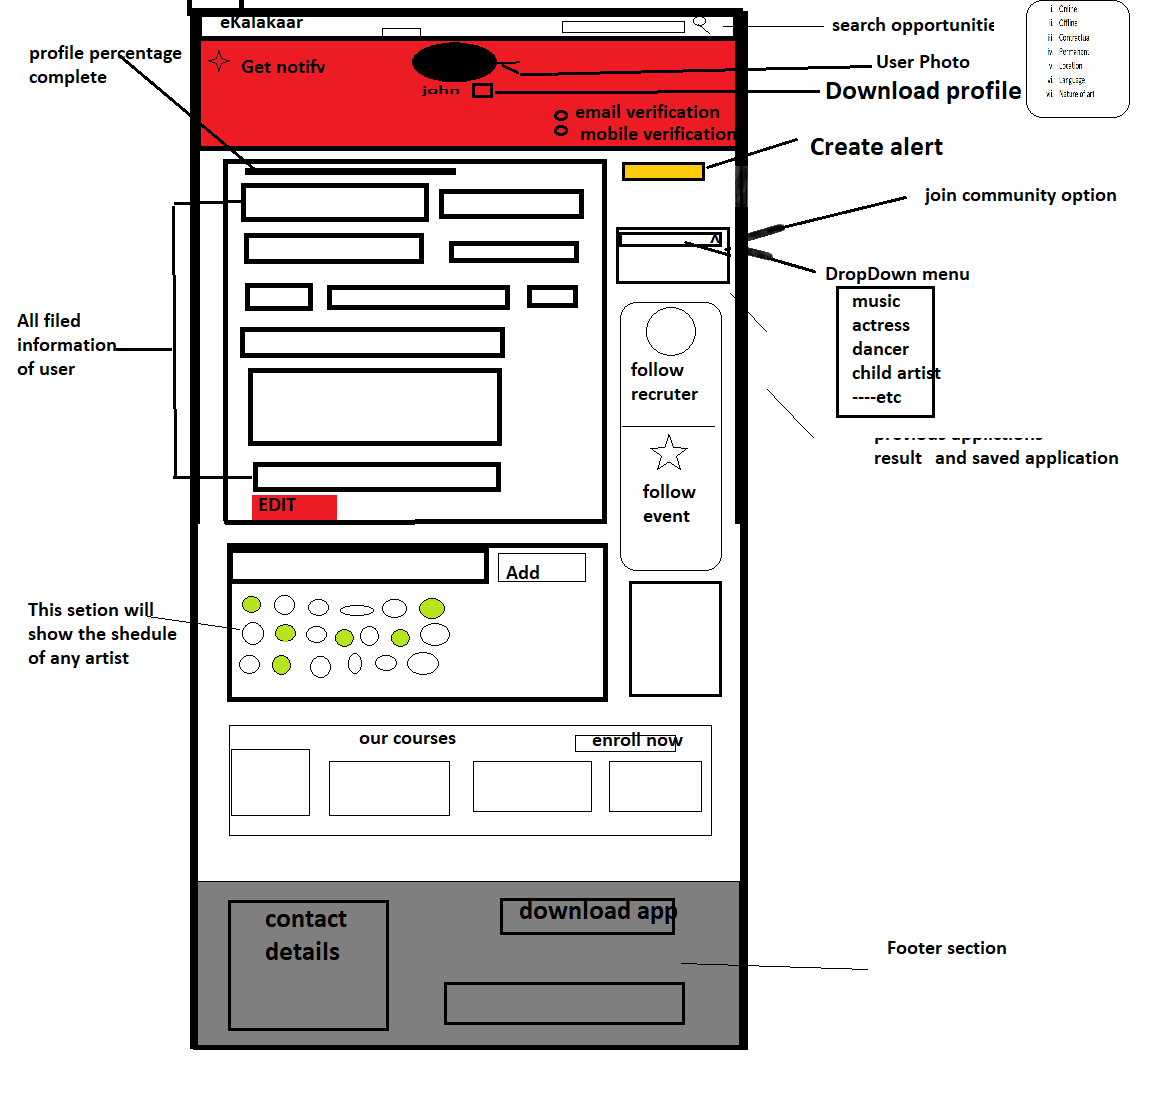 eKalakaar
search opportunitie
i. Online
ii. Offline
iii. Contractual
iv. Permanent
v. Location
vi. Language
vii. Nature of art
profile percentage
complete
Get notifv
User Photo
john
Download profile
email verification
mobile verification
Create alert
join community option
DropDown menu
music
actress
dancer
child artist
----etc
All filed
information
of user
follow
recruter
previous applictions
result and saved application
follow
event
EDIT
Add
This setion will
show the shedule
of any artist
our courses
enroll now
contact
details
download app
Footer section